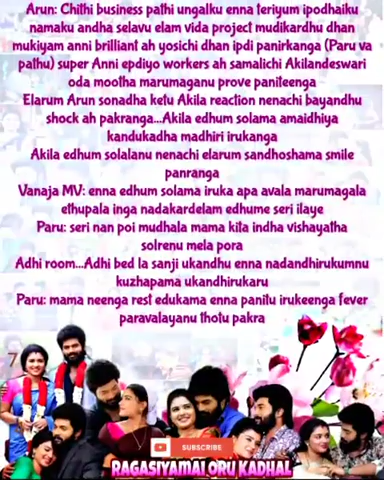 Arun: Chithi business pathi ungalku enna teriyum ipodhaiku
namaku andha selavu elam vida project mudikardhu dhan
mukiyam anni brilliant ah yosichi dhan ipdi panirkanga (Paru va
pathu) super Anni epdiyo workers ah samalichi Akilandeswari
oda mootha marumaganu prove paniteenga
Elarum Arun sonadha ketu Akila reaction nenachi bayandhu
shock ah pakranga...Akila edhum solama amaidhiya
kandukadha madhiri irukanga
Akila edhum solalanu nenachi elarum sandhoshama smile
panranga
Vanaja MV: enna edhum solama iruka apa avala marumagala
ethupala inga nadakardelam edhume seri ilaye
Paru: seri nan poi mudhala mama kita indha vishayatha
solrenu mela pora
Adhi room...Adhi bed la sanji ukandhu enna nadandhirukumnu
kuzhapama ukandhirukaru
Paru: mama neenga rest edukama enna panitu irukeenga fever
paravalayanu thotu pakra
7
SUBSCRIBE
RAGASIYAMAI ORU KADHAL